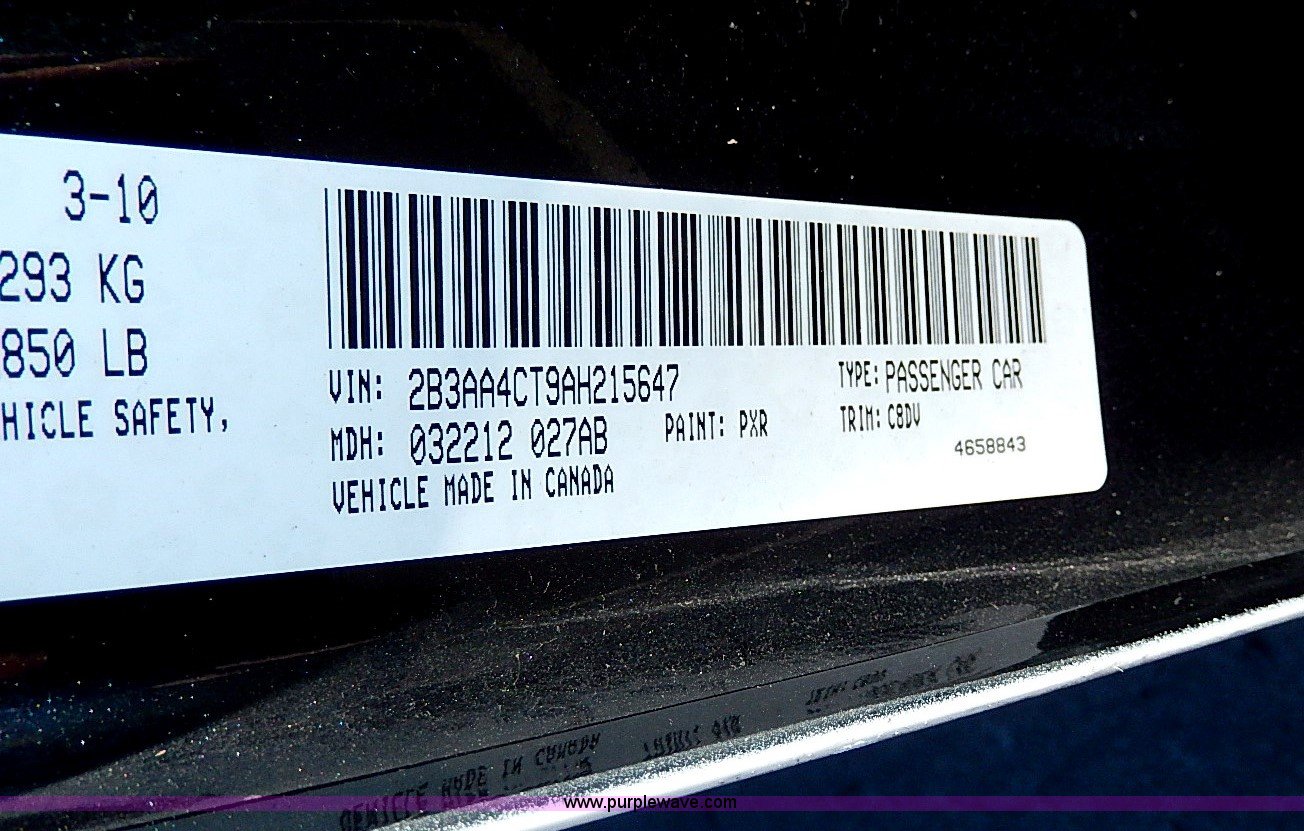 3-10
293 KG
850 LB
HICLE SAFETY,
VIN: 2B3AA4CT9AH215647
MDH: 032212 027AB
PAINT: PXR
VEHICLE MADE IN CANADA
TYPE: PASSENGER CAR
TRIM: C8DV
4658843
www.purplewave.com